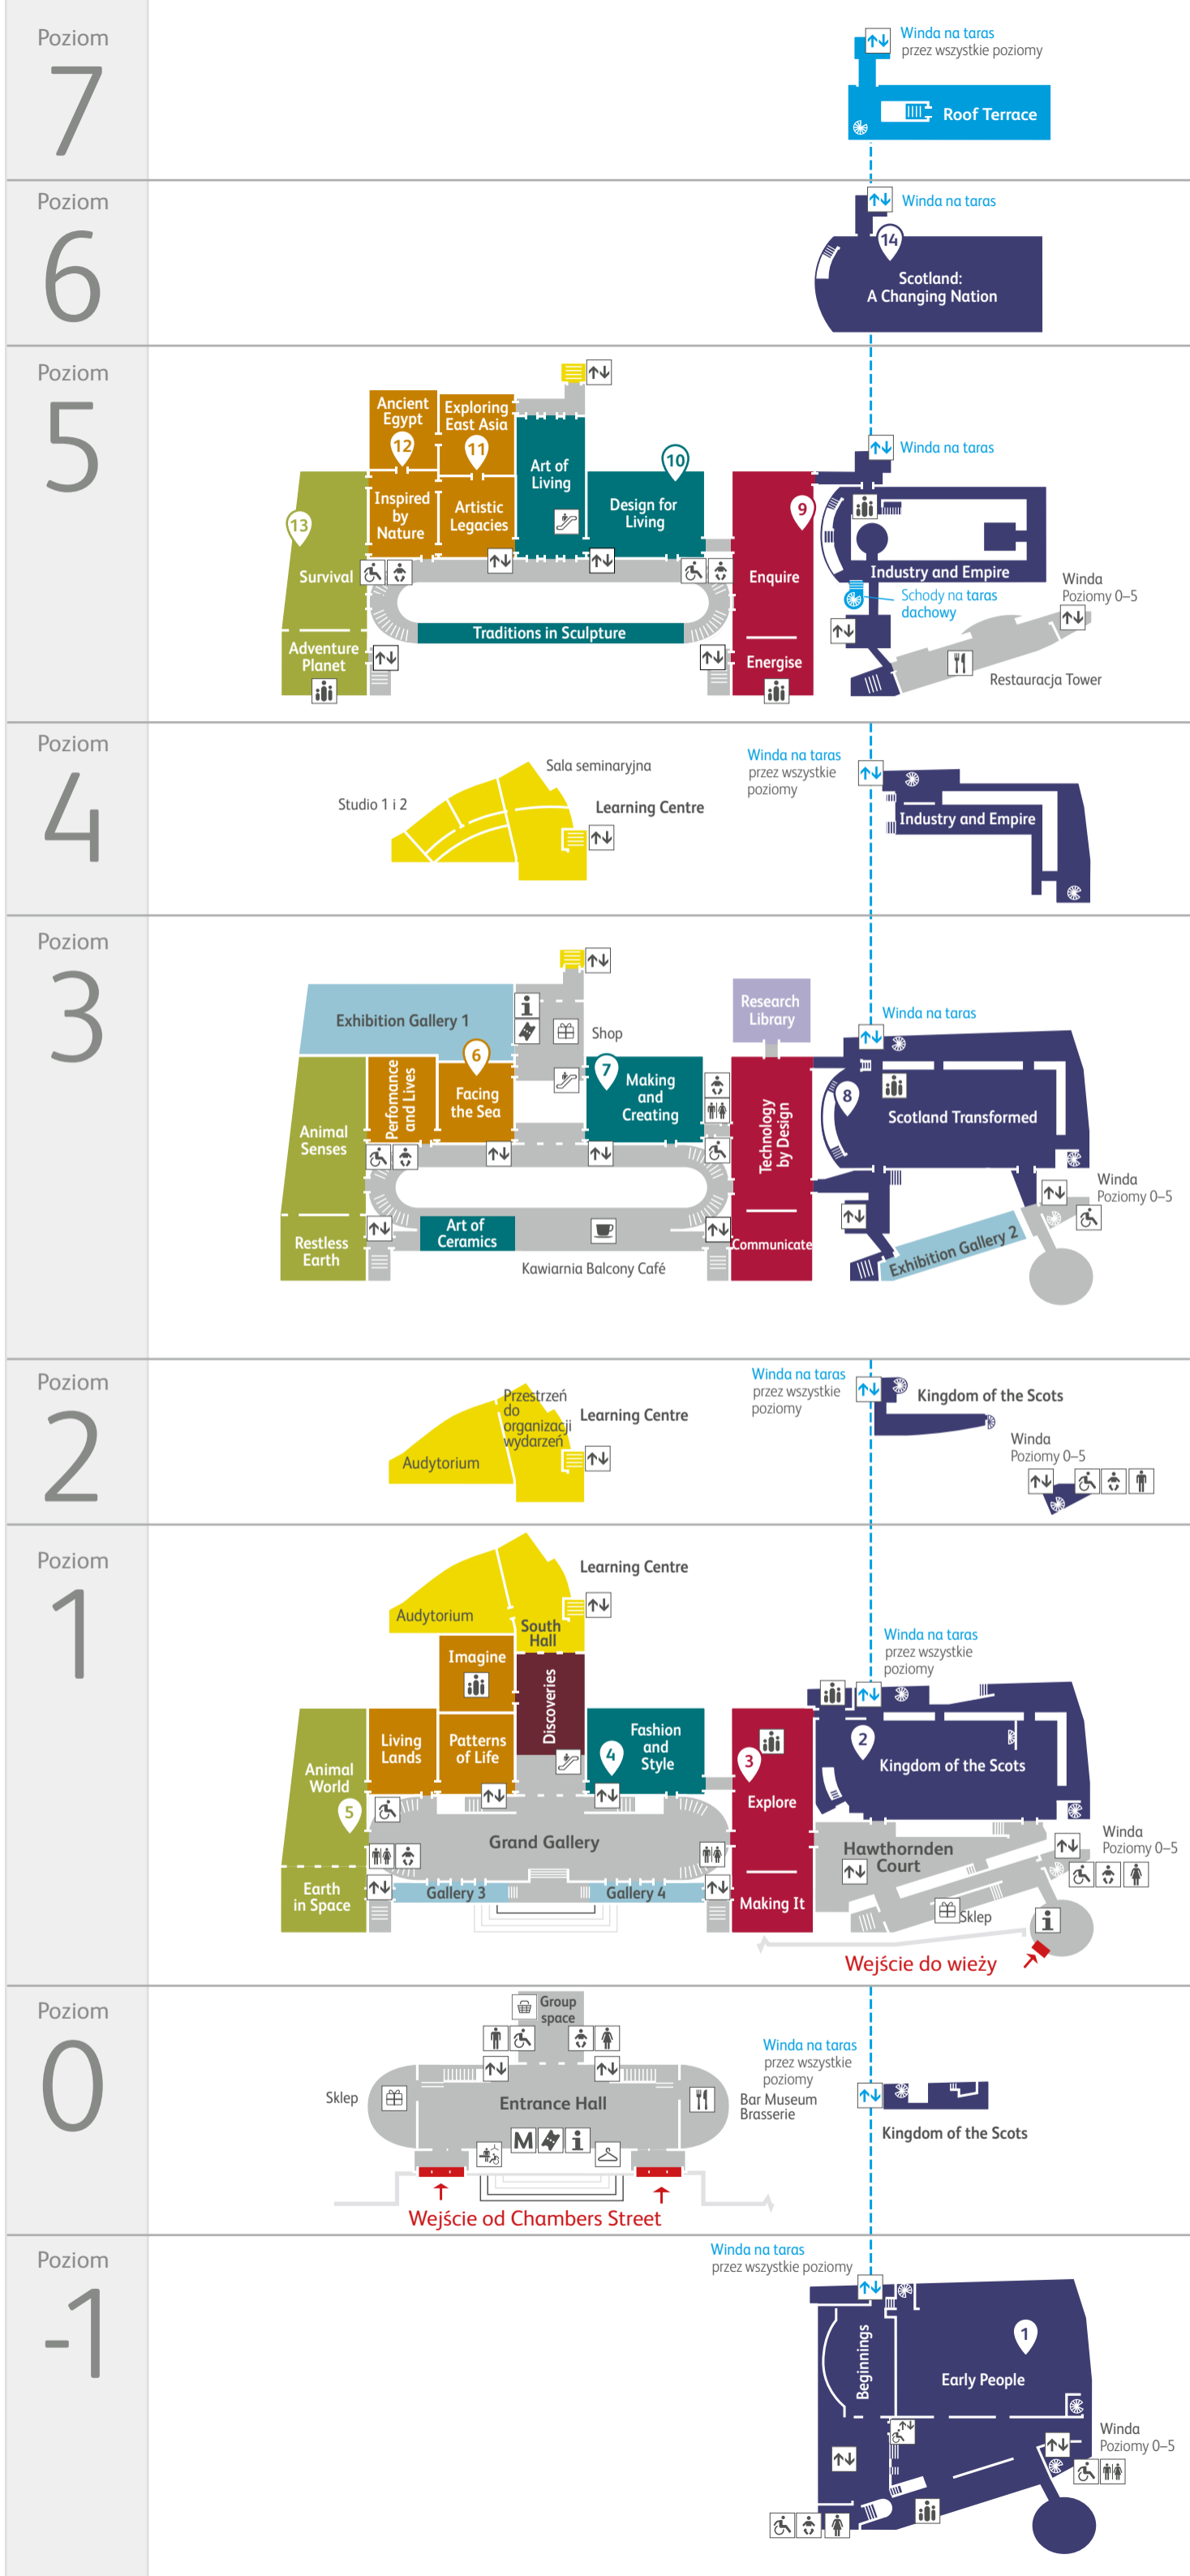 Poziom
7
Winda na taras
przez wszystkie poziomy
Roof Terrace
Poziom
6
Winda na taras
14
Scotland:
A Changing Nation
Poziom
5
Ancient
Egypt
12
Exploring
East Asia
11
Art of
Living
10
Design for
Living
Inspired
by
Nature
Artistic
Legacies
13
Survival
9
Enquire
Winda na taras
Industry and Empire
Schody na taras
dachowy
Winda
Poziomy 0–5
Traditions in Sculpture
Adventure
Planet
Energise
Restauracja Tower
Poziom
4
Sala seminaryjna
Studio 1 i 2
Learning Centre
Winda na taras
przez wszystkie
poziomy
Industry and Empire
Poziom
3
Exhibition Gallery 1
i
Shop
Research
Library
Winda na taras
Perfomance
and Lives
6
Facing
the Sea
7
Making
and
Creating
Technology
by Design
8
Scotland Transformed
Animal
Senses
Winda
Poziomy 0–5
Restless
Earth
Art of
Ceramics
Kawiarnia Balcony Café
Communicate
Exhibition Gallery 2
Poziom
2
Przestrzeń
do
organizacji
wydarzeń
Learning Centre
Audytorium
Winda na taras
przez wszystkie
poziomy
Kingdom of the Scots
Winda
Poziomy 0–5
Poziom
1
Learning Centre
Audytorium
South
Hall
Imagine
Discoveries
Winda na taras
przez wszystkie
poziomy
Living
Lands
Patterns
of Life
4
Fashion
and
Style
3
Explore
2
Kingdom of the Scots
Animal
World
5
Grand Gallery
Hawthornden
Court
Winda
Poziomy 0–5
Earth
in Space
Gallery 3
Gallery 4
Making It
Sklep
i
Wejście do wieży
Poziom
0
Group
space
Sklep
Entrance Hall
Bar Museum
Brasserie
M
i
Winda na taras
przez wszystkie
poziomy
Kingdom of the Scots
Wejście od Chambers Street
Poziom
-1
Winda na taras
przez wszystkie poziomy
Beginnings
1
Early People
Winda
Poziomy 0–5